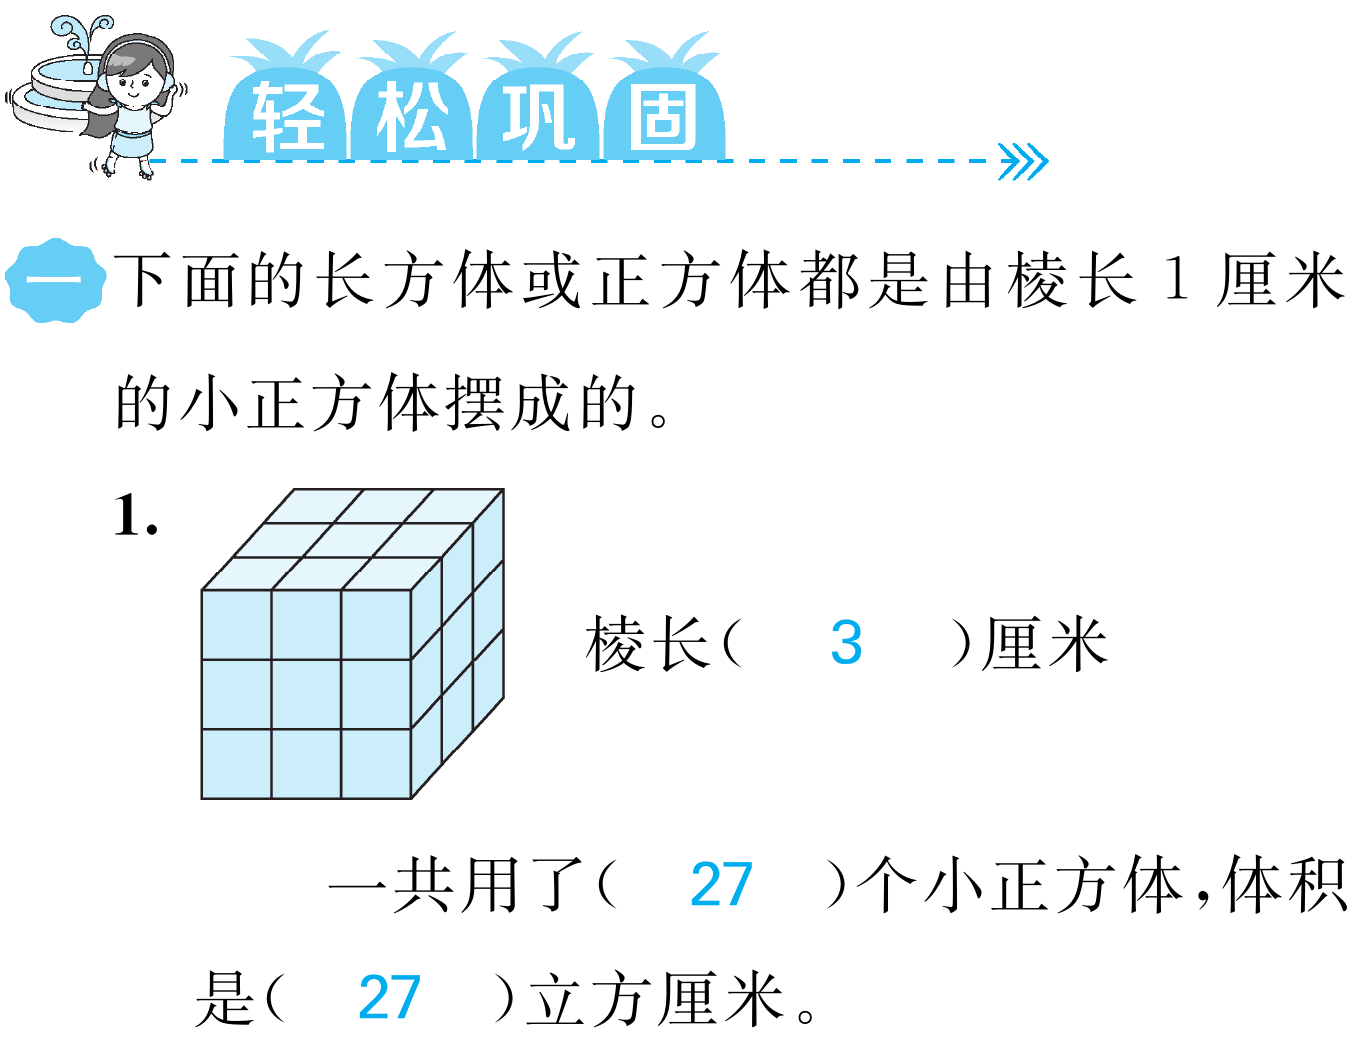 轻松巩固
一 下面的长方体或正方体都是由棱长1厘米
的小正方体摆成的。
1.
棱长( 3 )厘米
一共用了( 27 )个小正方体,体积
是( 27 )立方厘米。